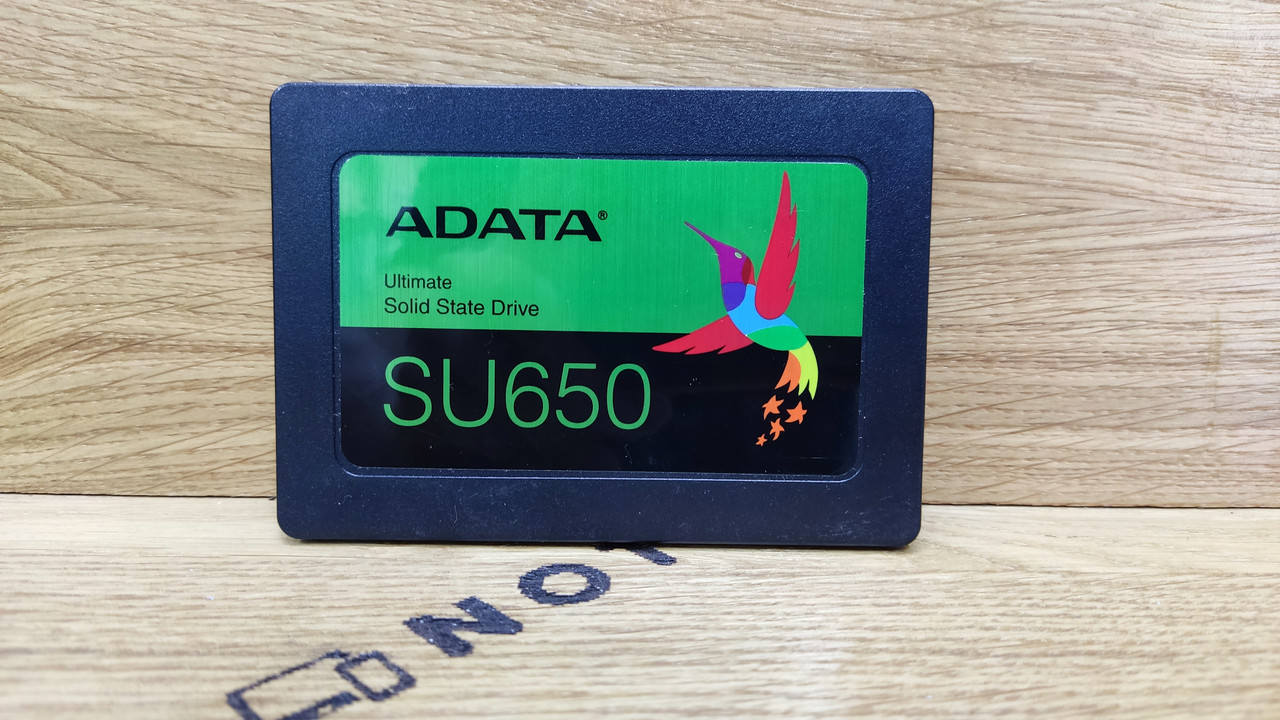 ADATA®
Ultimate
Solid State Drive
SU650